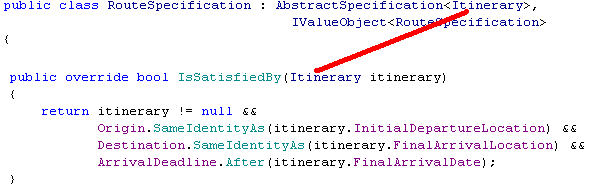 public class RouteSpecification : AbstractSpecification<Itinerary>,
IValueObject<RouteSpecification>
{
public override bool IsSatisfiedBy(Itinerary itinerary)
{
return itinerary != null &&
Origin.SameIdentityAs(itinerary.InitialDepartureLocation) &&
Destination.SameIdentityAs(itinerary.FinalArrivalLocation) &&
ArrivalDeadline.After(itinerary.FinalArrivalDate);
}